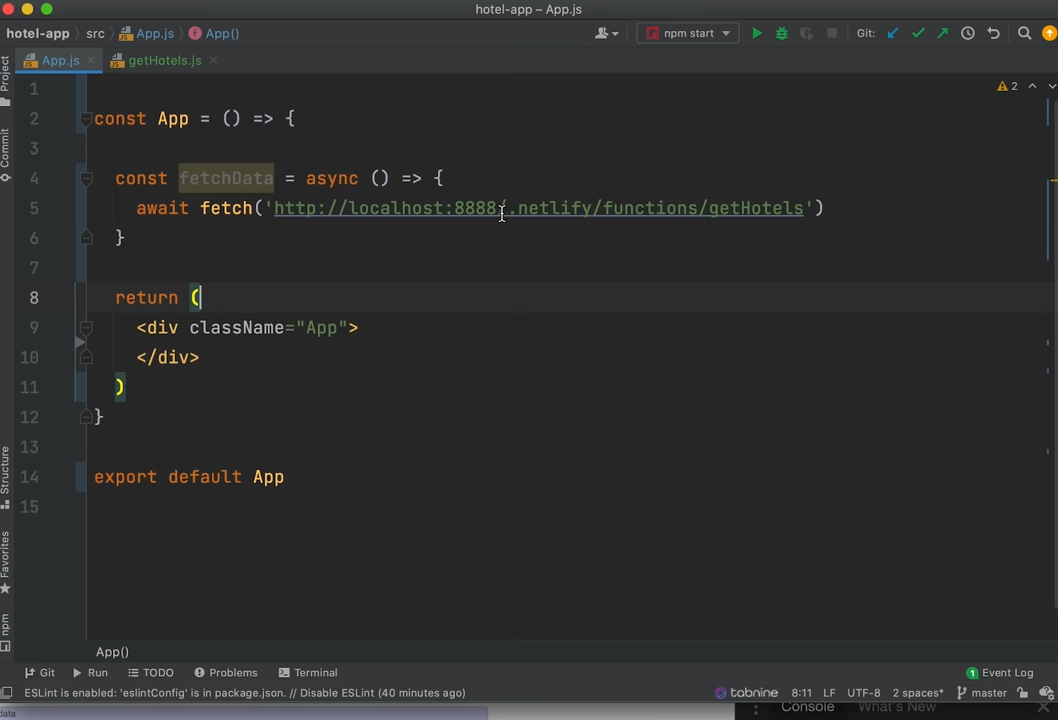 hotel-app – App.js
hotel-app src App.js App() npm start Git:
App.js getHotels.js
Project
Commit
Structure
Favorites
npm
2
1
2 const App = () => {
3
4 const fetchData = async () => {
5 await fetch('http://localhost:8888/.netlify/functions/getHotels')
6 }
7
8 return (
9 <div className="App">
10 </div>
11 )
12 }
13
14 export default App
15
App()
Git Run TODO Problems Terminal 1 Event Log
ESLint is enabled: 'eslintConfig' is in package.json. // Disable ESLint (40 minutes ago) tabnine 8:11 LF UTF-8 2 spaces* master
data Console What's New